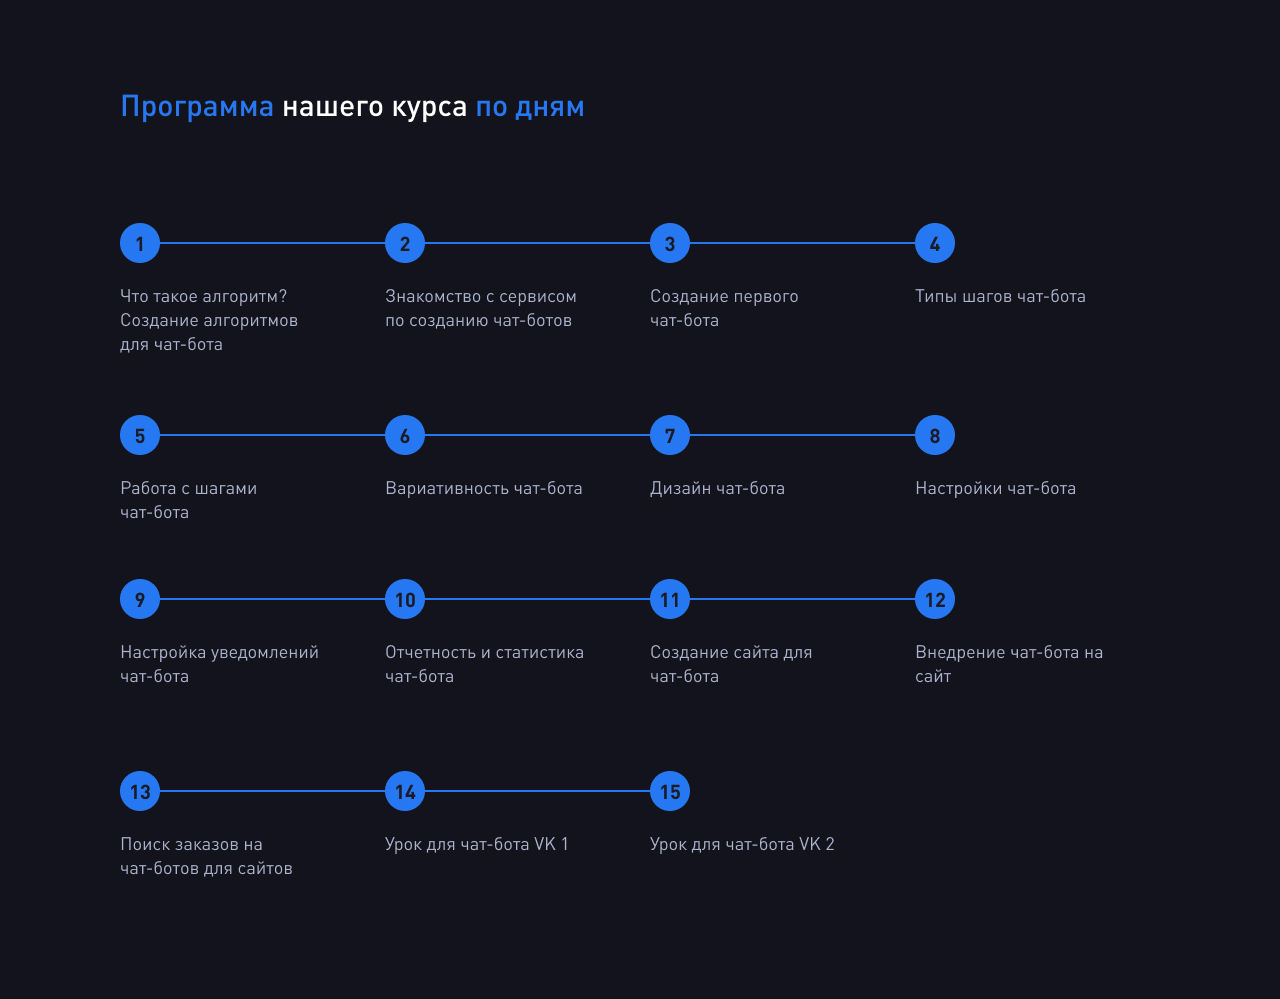 Программа нашего курса по дням
1
2
3
4
Что такое алгоритм?
Создание алгоритмов
для чат-бота
Знакомство с сервисом
по созданию чат-ботов
Создание первого
чат-бота
Типы шагов чат-бота
5
6
7
8
Работа с шагами
чат-бота
Вариативность чат-бота
Дизайн чат-бота
Настройки чат-бота
9
10
11
12
Настройка уведомлений
чат-бота
Отчетность и статистика
чат-бота
Создание сайта для
чат-бота
Внедрение чат-бота на
сайт
13
14
15
Поиск заказов на
чат-ботов для сайтов
Урок для чат-бота VK 1
Урок для чат-бота VK 2